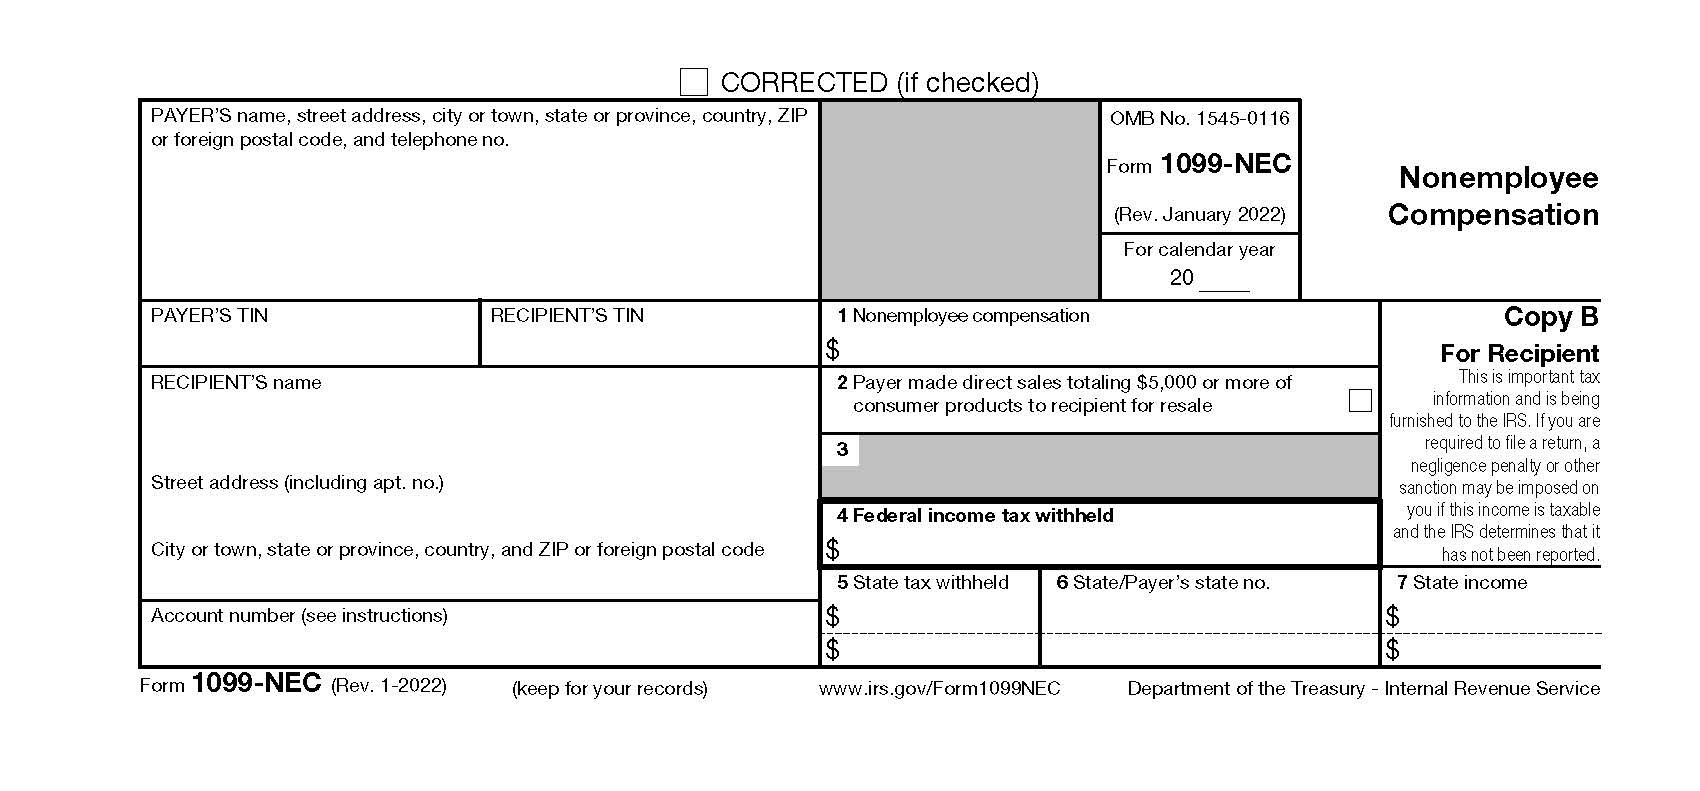 CORRECTED (if checked)
PAYER'S name, street address, city or town, state or province, country, ZIP
or foreign postal code, and telephone no.
OMB No. 1545-0116
Form 1099-NEC
(Rev. January 2022)
For calendar year
20 ____
Nonemployee
Compensation
PAYER'S TIN
RECIPIENT'S TIN
1 Nonemployee compensation
$
Copy B
For Recipient
This is important tax
information and is being
furnished to the IRS. If you are
required to file a return, a
negligence penalty or other
sanction may be imposed on
you if this income is taxable
and the IRS determines that it
has not been reported.
RECIPIENT'S name
2 Payer made direct sales totaling $5,000 or more of
consumer products to recipient for resale
3
Street address (including apt. no.)
4 Federal income tax withheld
$
City or town, state or province, country, and ZIP or foreign postal code
5 State tax withheld
$
$
6 State/Payer's state no.
7 State income
$
$
Account number (see instructions)
Form 1099-NEC (Rev. 1-2022)
(keep for your records)
www.irs.gov/Form1099NEC
Department of the Treasury - Internal Revenue Service